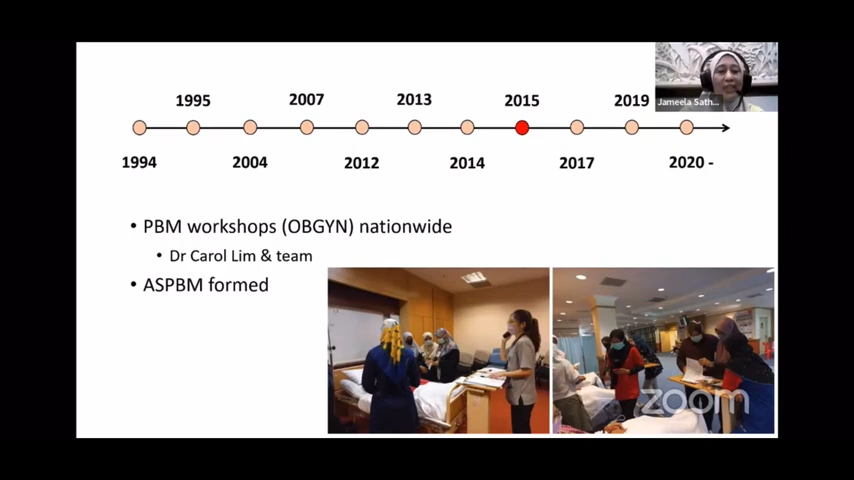 1995 2007 2013 2015 2019
Jameela Sath...
1994 2004 2012 2014 2017 2020 -
• PBM workshops (OBGYN) nationwide
• Dr Carol Lim & team
• ASPBM formed
zoom